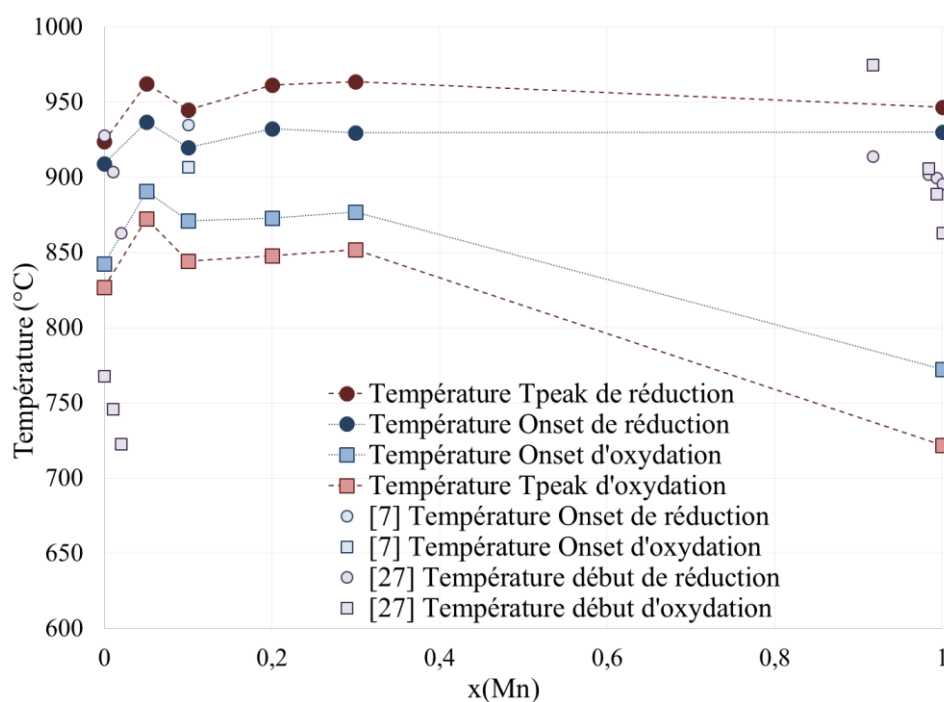 1000
950
900
850
800
750
700
650
600
Température (°C)
Température Tpeak de réduction
Température Onset de réduction
Température Onset d'oxydation
Température Tpeak d'oxydation
[7] Température Onset de réduction
[7] Température Onset d'oxydation
[27] Température début de réduction
[27] Température début d'oxydation
0 0,2 0,4 0,6 0,8 1
x(Mn)